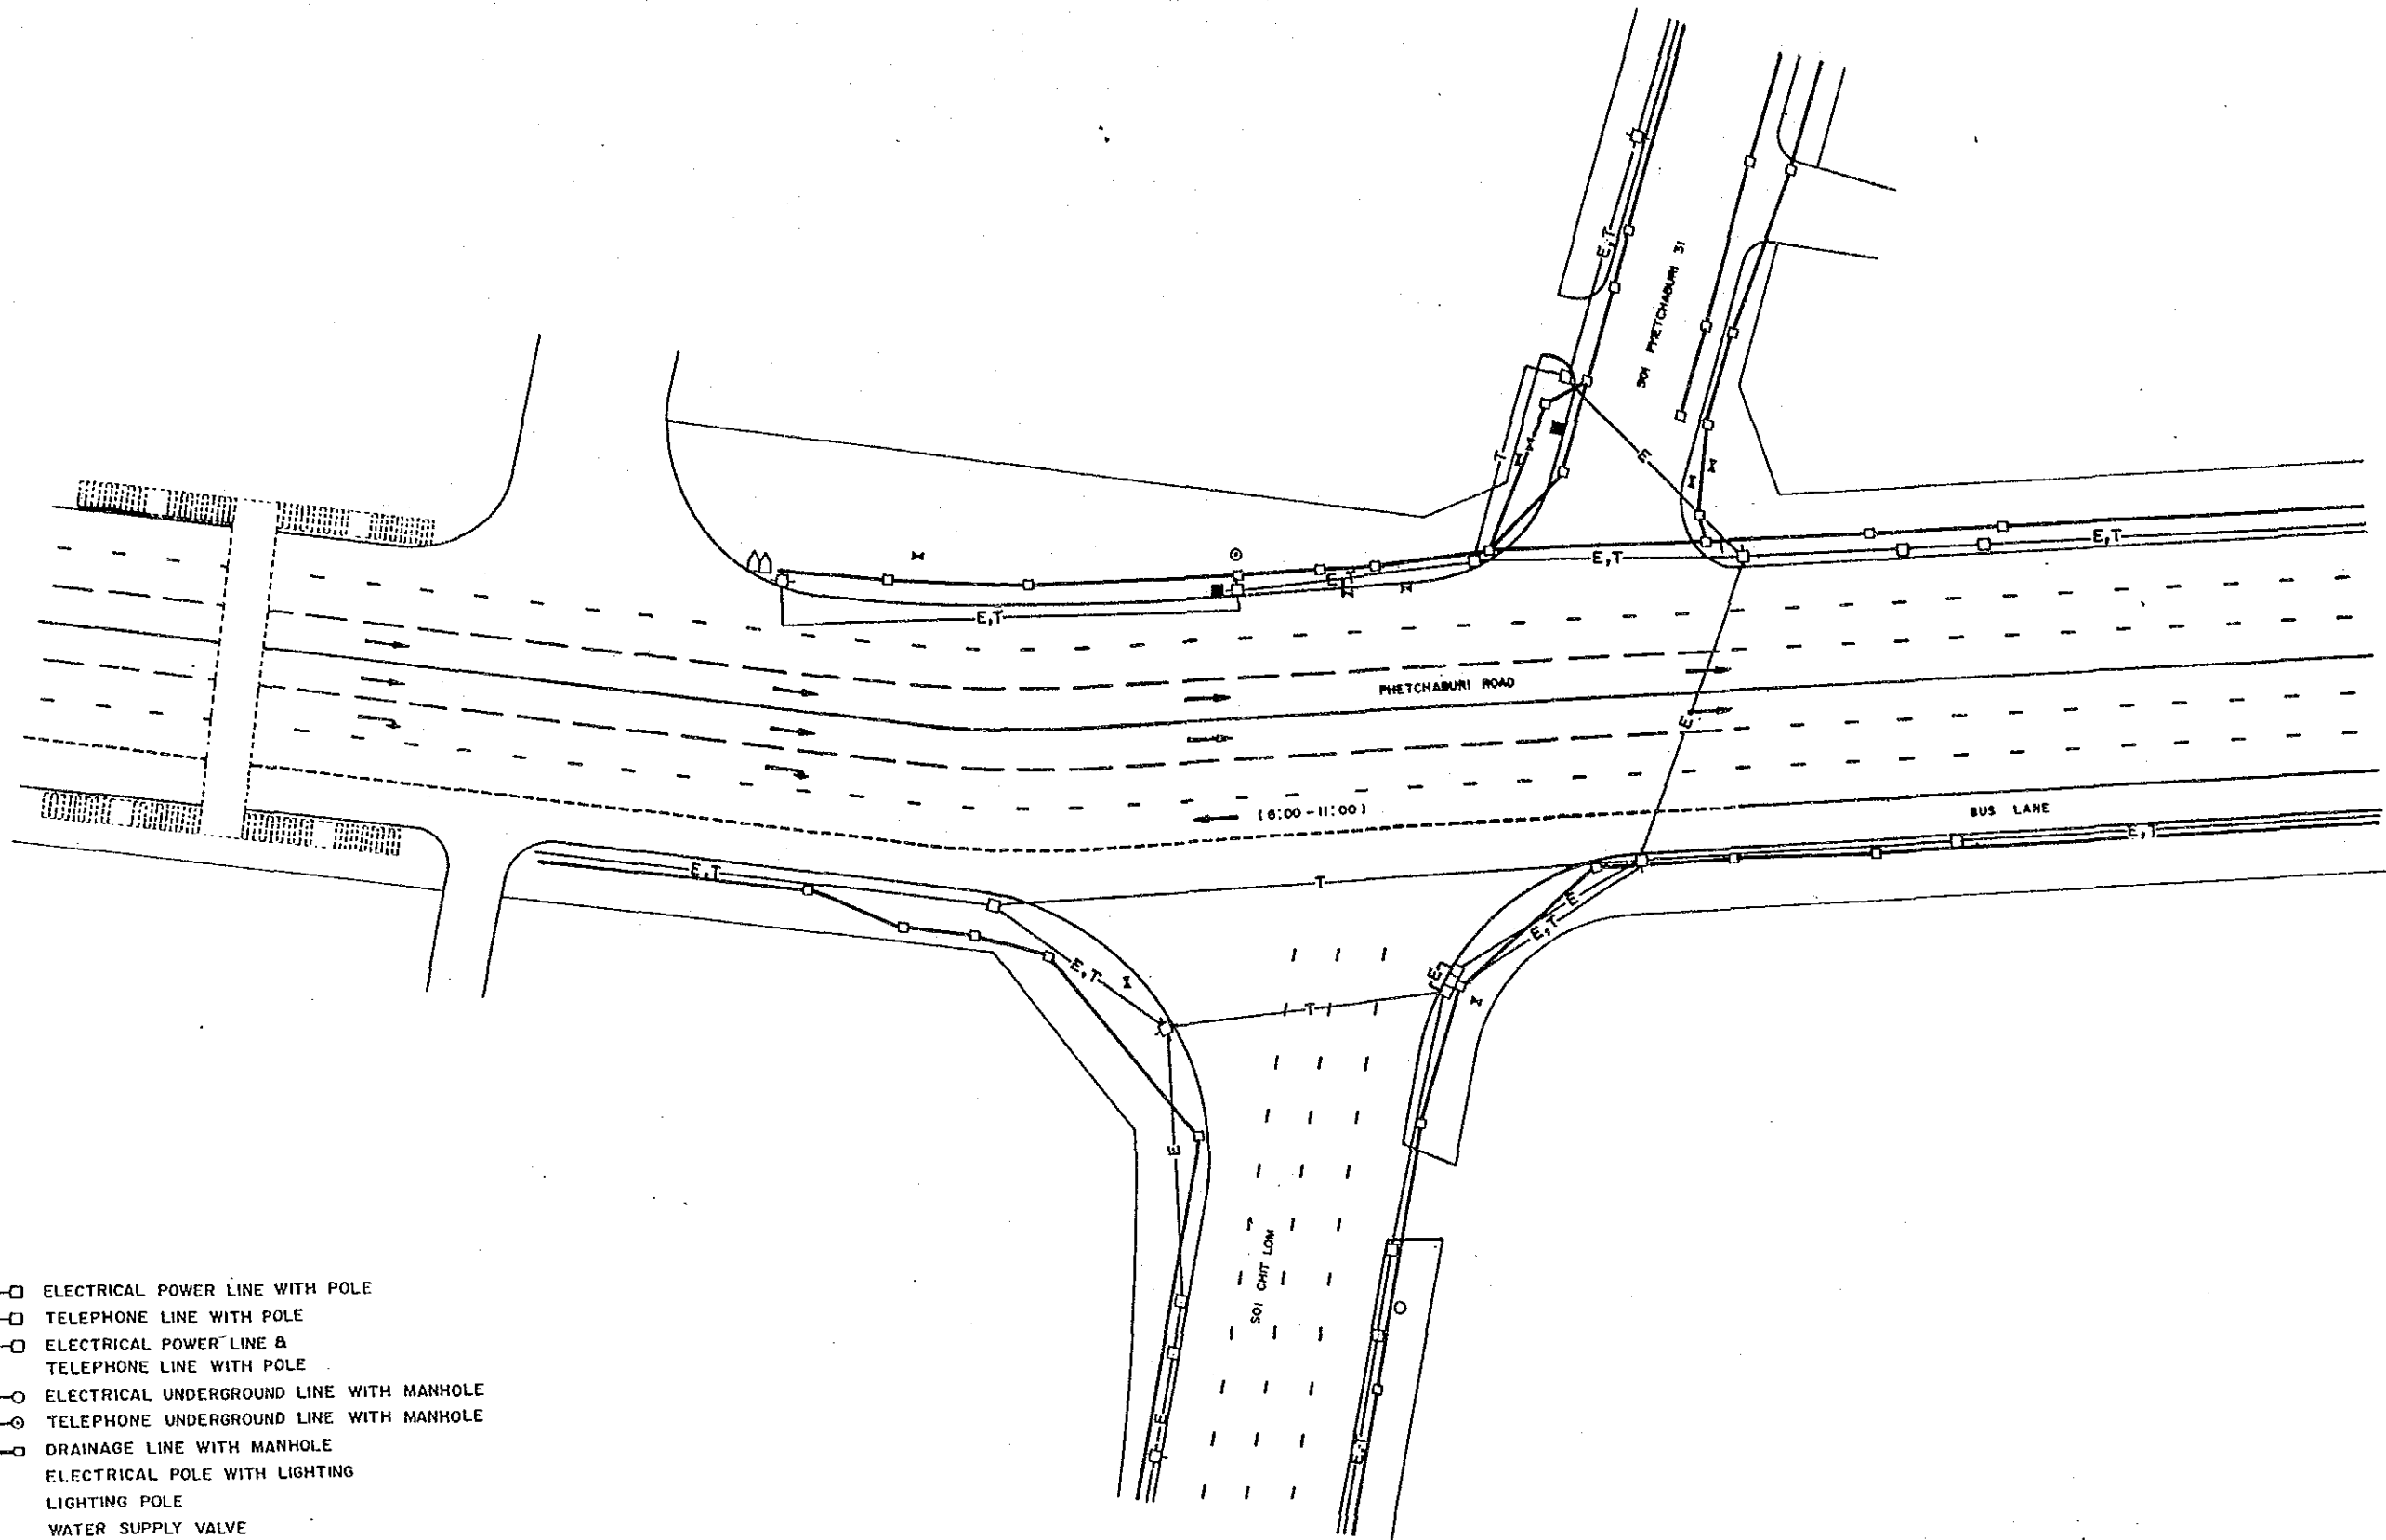 E,T
SOI PHETCHABURI 31
T
E
E,T
E,T
E,T
E,T
PHETCHABURI ROAD
E
(6:00-11:00)
BUS LANE
E,T
E,T
T
E
E,T
E,T
E
T
E
SOI CHIT LOM
E
E,T
ELECTRICAL POWER LINE WITH POLE
TELEPHONE LINE WITH POLE
ELECTRICAL POWER LINE &
TELEPHONE LINE WITH POLE
ELECTRICAL UNDERGROUND LINE WITH MANHOLE
TELEPHONE UNDERGROUND LINE WITH MANHOLE
DRAINAGE LINE WITH MANHOLE
ELECTRICAL POLE WITH LIGHTING
LIGHTING POLE
WATER SUPPLY VALVE